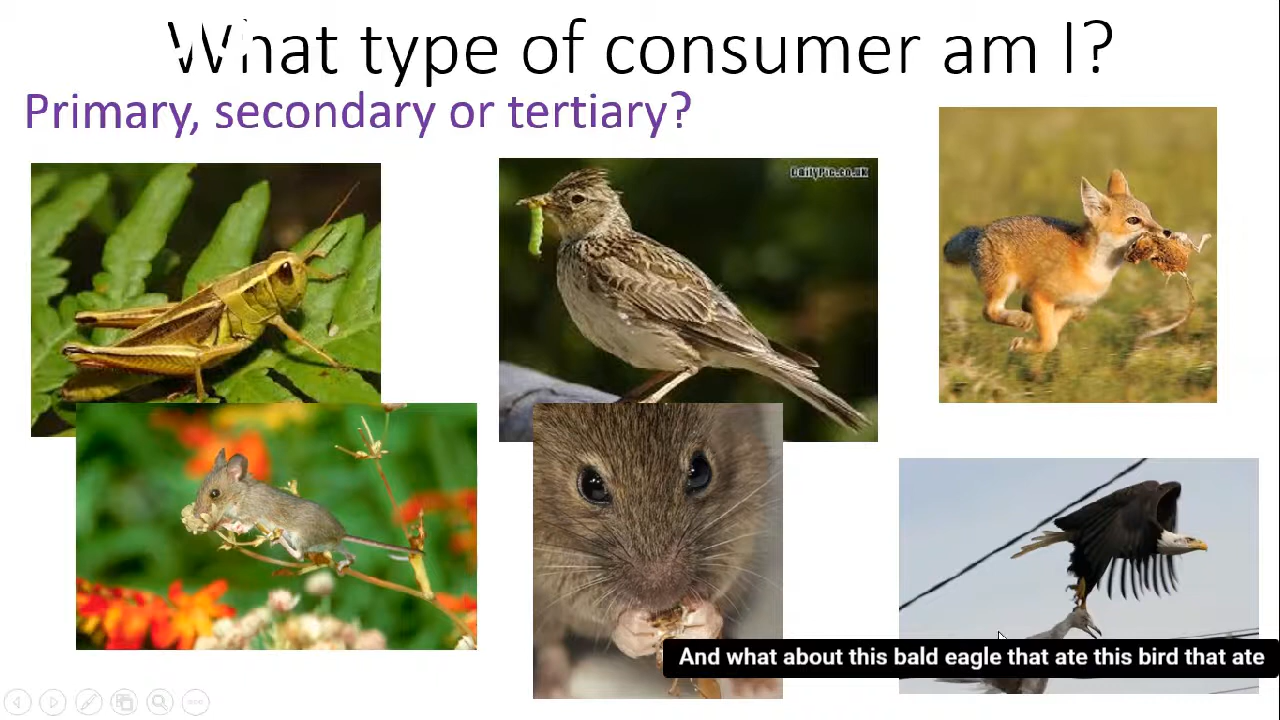 What type of consumer am I?
Primary, secondary or tertiary?
DailyPic.co.uk
And what about this bald eagle that ate this bird that ate